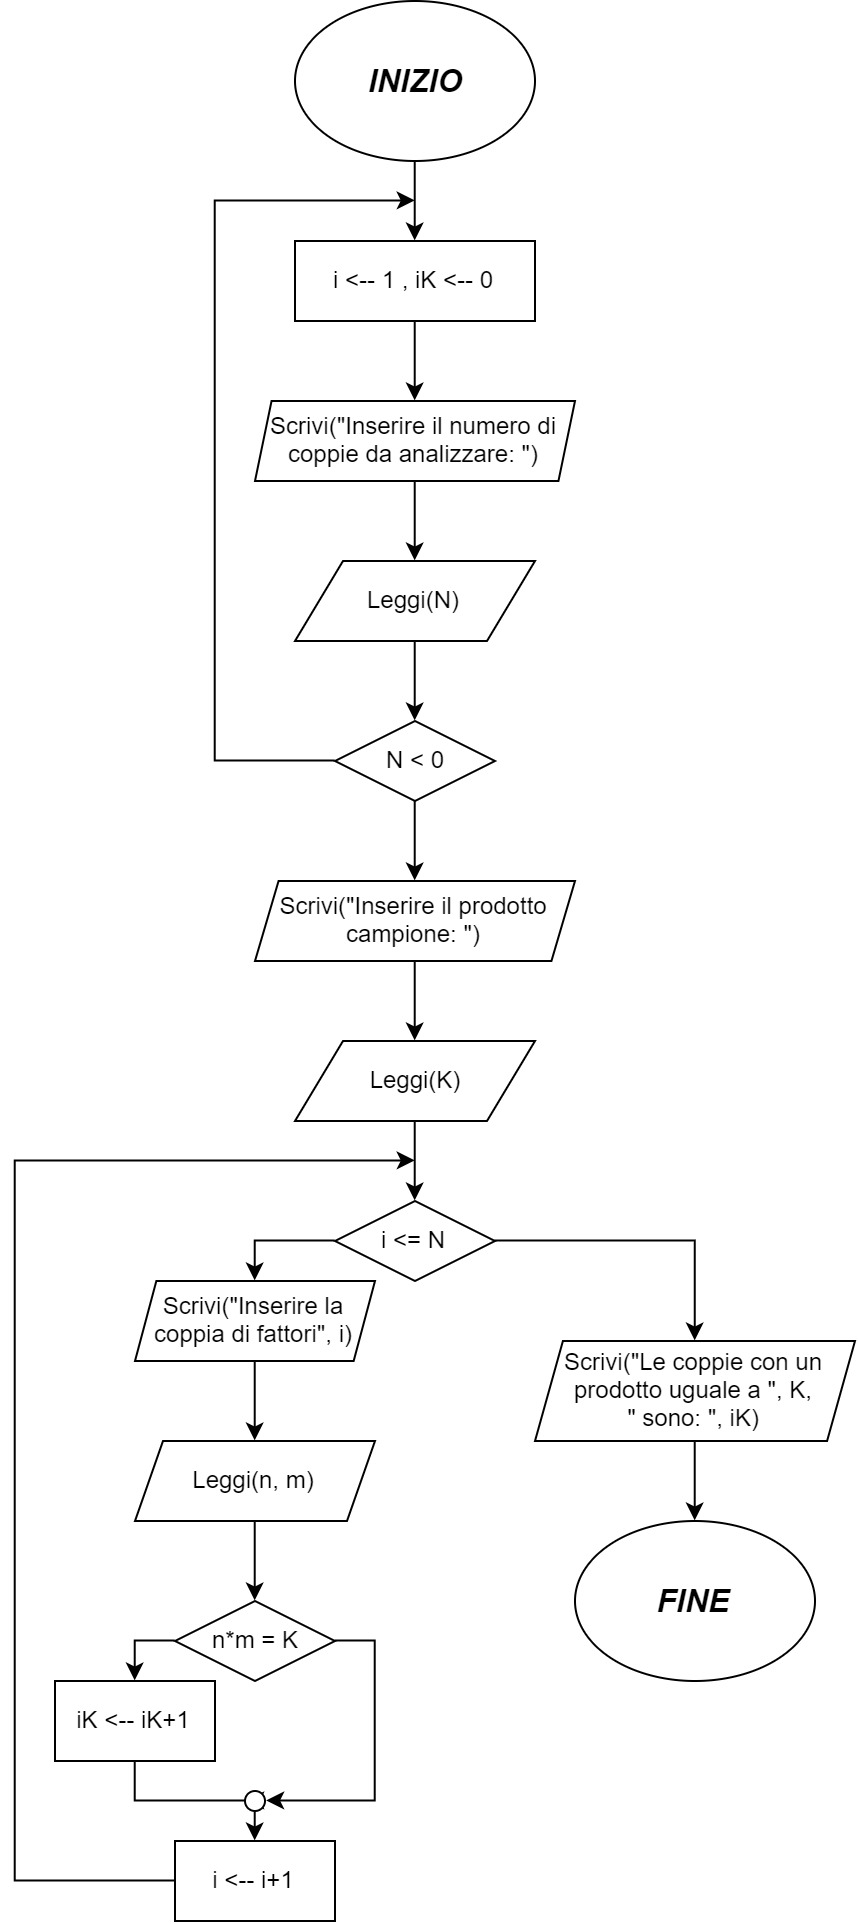 INIZIO
i <-- 1 , iK <-- 0
Scrivi("Inserire il numero di
coppie da analizzare: ")
Leggi(N)
N < 0
Scrivi("Inserire il prodotto
campione: ")
Leggi(K)
i <= N
Scrivi("Inserire la
coppia di fattori", i)
Leggi(n, m)
n*m = K
iK <-- iK+1
i <-- i+1
Scrivi("Le coppie con un
prodotto uguale a ", K,
" sono: ", iK)
FINE